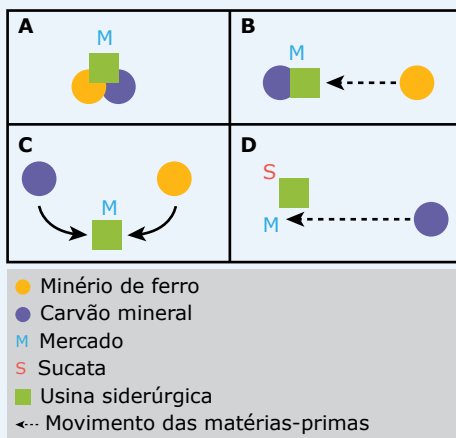 A
M
B
M
C
M
D
S
M
Minério de ferro
Carvão mineral
M Mercado
S Sucata
Usina siderúrgica
Movimento das matérias-primas